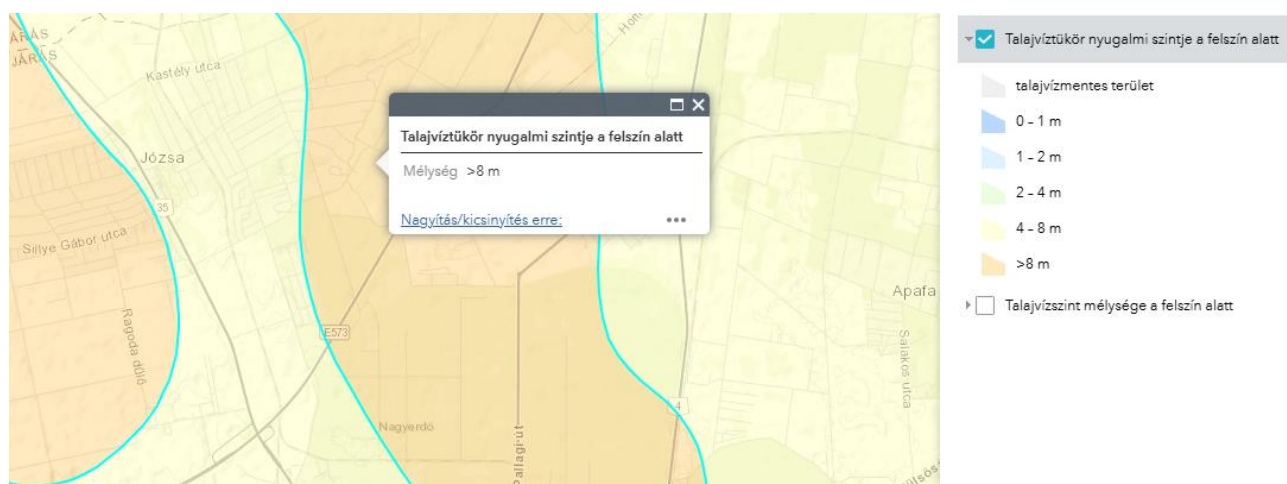 JÁRÁS
JÁRÁS
Kastély utca
Józsa
35
Sillye Gábor utca
Ragoda dűlő
E573
Nagyerdő
Pallagi út
4
Apafa
Salakos utca
Talajvíztükör nyugalmi szintje a felszín alatt
Mélység >8 m
Nagyítás/kicsinyítés erre:
Talajvíztükör nyugalmi szintje a felszín alatt
talajvízmentes terület
0 - 1 m
1 - 2 m
2 - 4 m
4 - 8 m
>8 m
Talajvízszint mélysége a felszín alatt